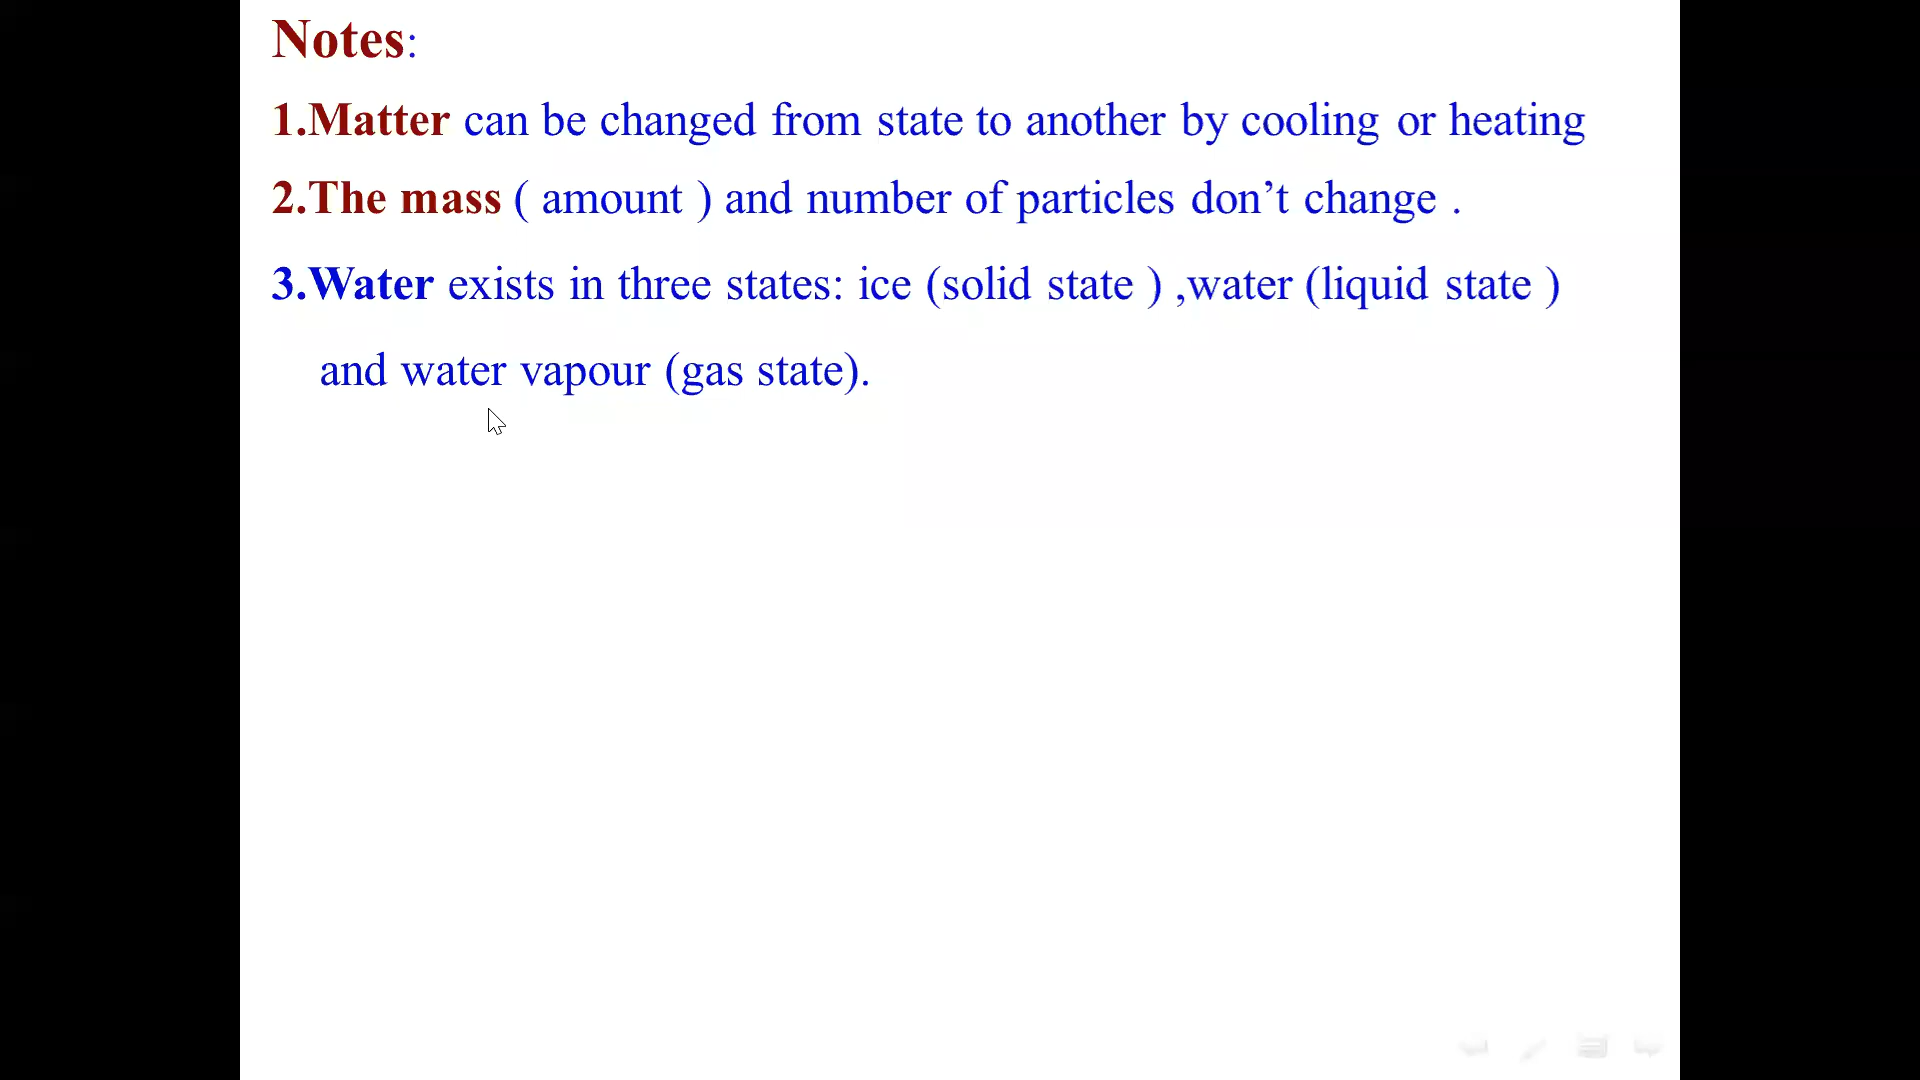 Notes:
1.Matter can be changed from state to another by cooling or heating
2.The mass ( amount ) and number of particles don’t change .
3.Water exists in three states: ice (solid state ) ,water (liquid state )
and water vapour (gas state).